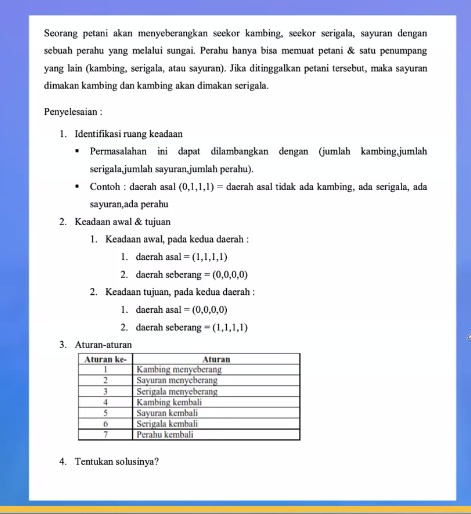 Seorang petani akan menyeberangkan seekor kambing, seekor serigala, sayuran dengan
sebuah perahu yang melalui sungai. Perahu hanya bisa memuat petani & satu penumpang
yang lain (kambing, serigala, atau sayuran). Jika ditinggalkan petani tersebut, maka sayuran
dimakan kambing dan kambing akan dimakan serigala.
Penyelesaian :
1. Identifikasi ruang keadaan
▪ Permasalahan ini dapat dilambangkan dengan (jumlah kambing,jumlah
serigala,jumlah sayuran,jumlah perahu).
▪ Contoh : daerah asal (0,1,1,1) = daerah asal tidak ada kambing, ada serigala, ada
sayuran,ada perahu
2. Keadaan awal & tujuan
1. Keadaan awal, pada kedua daerah :
1. daerah asal = (1,1,1,1)
2. daerah seberang = (0,0,0,0)
2. Keadaan tujuan, pada kedua daerah :
1. daerah asal = (0,0,0,0)
2. daerah seberang = (1,1,1,1)
3. Aturan-aturan
Aturan ke- Aturan
1 Kambing menyeberang
2 Sayuran menyeberang
3 Serigala menyeberang
4 Kambing kembali
5 Sayuran kembali
6 Serigala kembali
7 Perahu kembali
4. Tentukan solusinya?